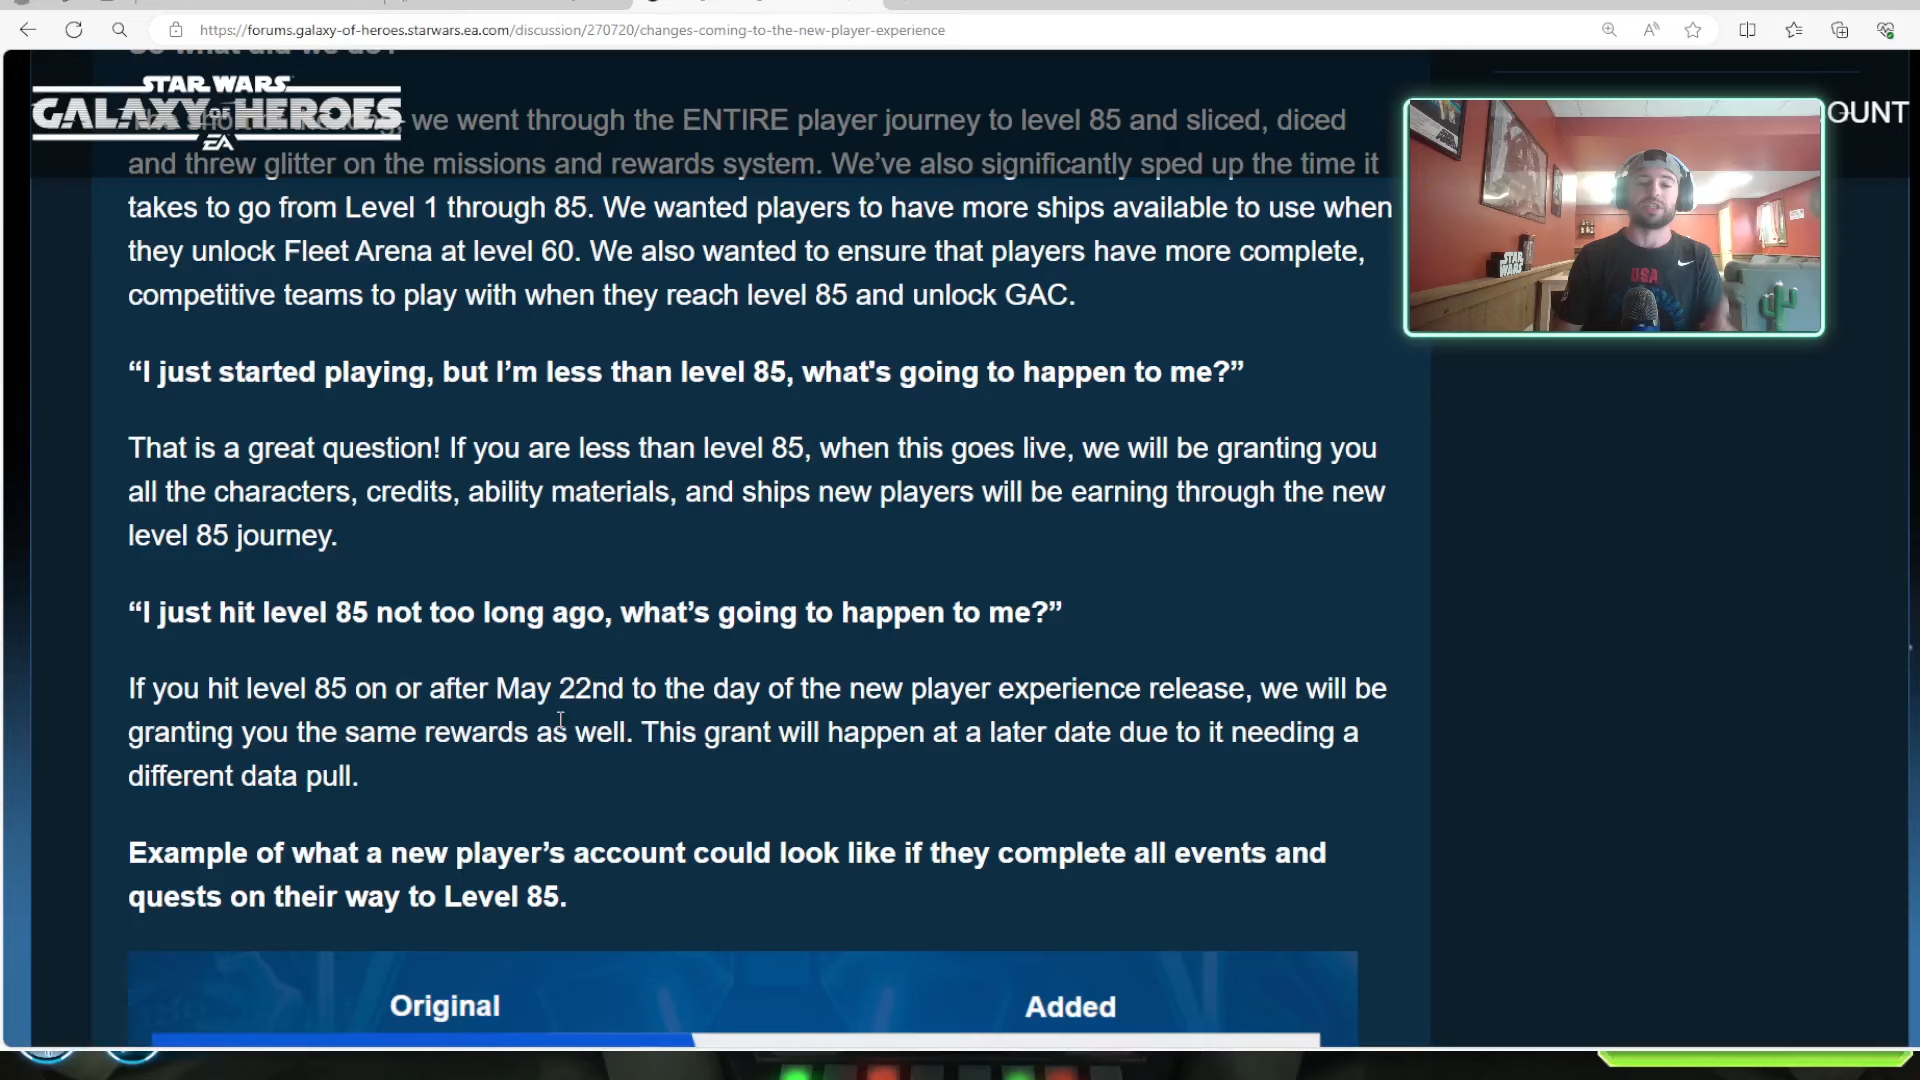 https://forums.galaxy-of-heroes.starwars.ea.com/discussion/270720/changes-coming-to-the-new-player-experience
So what did we do?
STAR WARS
GALAXY OF HEROES
EA
OUNT
we went through the ENTIRE player journey to level 85 and sliced, diced
and threw glitter on the missions and rewards system. We’ve also significantly sped up the time it
takes to go from Level 1 through 85. We wanted players to have more ships available to use when
they unlock Fleet Arena at level 60. We also wanted to ensure that players have more complete,
competitive teams to play with when they reach level 85 and unlock GAC.
“I just started playing, but I’m less than level 85, what's going to happen to me?”
That is a great question! If you are less than level 85, when this goes live, we will be granting you
all the characters, credits, ability materials, and ships new players will be earning through the new
level 85 journey.
“I just hit level 85 not too long ago, what’s going to happen to me?”
If you hit level 85 on or after May 22nd to the day of the new player experience release, we will be
granting you the same rewards as well. This grant will happen at a later date due to it needing a
different data pull.
Example of what a new player’s account could look like if they complete all events and
quests on their way to Level 85.
Original
Added
STAR WARS
USA